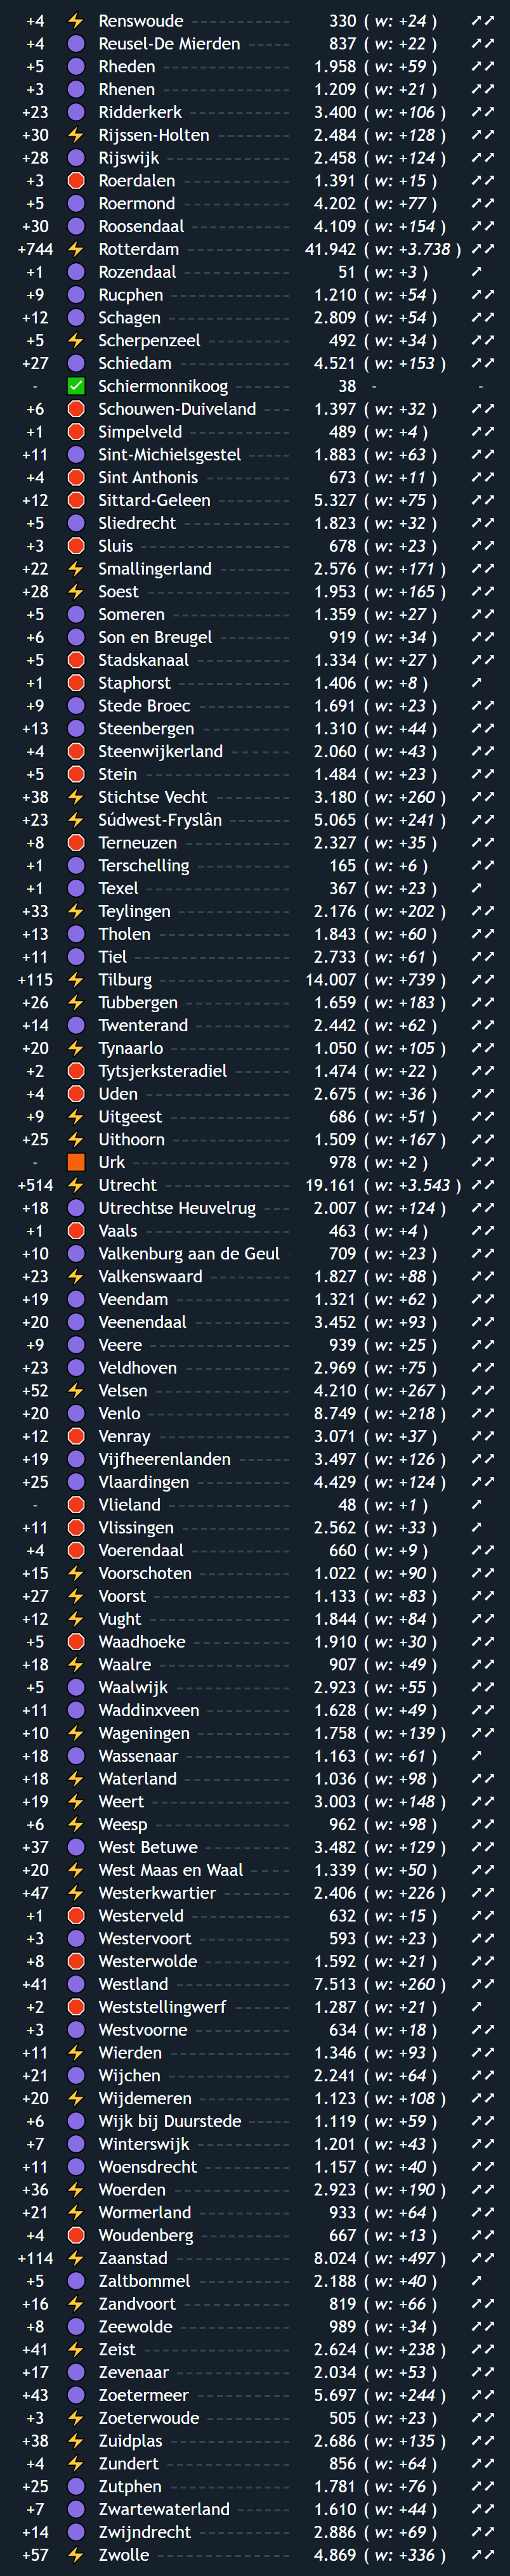 +4 Renswoude 330 ( w: +24 )
+4 Reusel-De Mierden 837 ( w: +22 )
+5 Rheden 1.958 ( w: +59 )
+3 Rhenen 1.209 ( w: +21 )
+23 Ridderkerk 3.400 ( w: +106 )
+30 Rijssen-Holten 2.484 ( w: +128 )
+28 Rijswijk 2.458 ( w: +124 )
+3 Roerdalen 1.391 ( w: +15 )
+5 Roermond 4.202 ( w: +77 )
+30 Roosendaal 4.109 ( w: +154 )
+744 Rotterdam 41.942 ( w: +3.738 )
+1 Rozendaal 51 ( w: +3 )
+9 Rucphen 1.210 ( w: +54 )
+12 Schagen 2.809 ( w: +54 )
+5 Scherpenzeel 492 ( w: +34 )
+27 Schiedam 4.521 ( w: +153 )
- Schiermonnikoog 38 - -
+6 Schouwen-Duiveland 1.397 ( w: +32 )
+1 Simpelveld 489 ( w: +4 )
+11 Sint-Michielsgestel 1.883 ( w: +63 )
+4 Sint Anthonis 673 ( w: +11 )
+12 Sittard-Geleen 5.327 ( w: +75 )
+5 Sliedrecht 1.823 ( w: +32 )
+3 Sluis 678 ( w: +23 )
+22 Smallingerland 2.576 ( w: +171 )
+28 Soest 1.953 ( w: +165 )
+5 Someren 1.359 ( w: +27 )
+6 Son en Breugel 919 ( w: +34 )
+5 Stadskanaal 1.334 ( w: +27 )
+1 Staphorst 1.406 ( w: +8 )
+9 Stede Broec 1.691 ( w: +23 )
+13 Steenbergen 1.310 ( w: +44 )
+4 Steenwijkerland 2.060 ( w: +43 )
+5 Stein 1.484 ( w: +23 )
+38 Stichtse Vecht 3.180 ( w: +260 )
+23 Súdwest-Fryslân 5.065 ( w: +241 )
+8 Terneuzen 2.327 ( w: +35 )
+1 Terschelling 165 ( w: +6 )
+1 Texel 367 ( w: +23 )
+33 Teylingen 2.176 ( w: +202 )
+13 Tholen 1.843 ( w: +60 )
+11 Tiel 2.733 ( w: +61 )
+115 Tilburg 14.007 ( w: +739 )
+26 Tubbergen 1.659 ( w: +183 )
+14 Twenterand 2.442 ( w: +62 )
+20 Tynaarlo 1.050 ( w: +105 )
+2 Tytsjerksteradiel 1.474 ( w: +22 )
+4 Uden 2.675 ( w: +36 )
+9 Uitgeest 686 ( w: +51 )
+25 Uithoorn 1.509 ( w: +167 )
- Urk 978 ( w: +2 )
+514 Utrecht 19.161 ( w: +3.543 )
+18 Utrechtse Heuvelrug 2.007 ( w: +124 )
+1 Vaals 463 ( w: +4 )
+10 Valkenburg aan de Geul 709 ( w: +23 )
+23 Valkenswaard 1.827 ( w: +88 )
+19 Veendam 1.321 ( w: +62 )
+20 Veenendaal 3.452 ( w: +93 )
+9 Veere 939 ( w: +25 )
+23 Veldhoven 2.969 ( w: +75 )
+52 Velsen 4.210 ( w: +267 )
+20 Venlo 8.749 ( w: +218 )
+12 Venray 3.071 ( w: +37 )
+19 Vijfheerenlanden 3.497 ( w: +126 )
+25 Vlaardingen 4.429 ( w: +124 )
- Vlieland 48 ( w: +1 )
+11 Vlissingen 2.562 ( w: +33 )
+4 Voerendaal 660 ( w: +9 )
+15 Voorschoten 1.022 ( w: +90 )
+27 Voorst 1.133 ( w: +83 )
+12 Vught 1.844 ( w: +84 )
+5 Waadhoeke 1.910 ( w: +30 )
+18 Waalre 907 ( w: +49 )
+5 Waalwijk 2.923 ( w: +55 )
+11 Waddinxveen 1.628 ( w: +49 )
+10 Wageningen 1.758 ( w: +139 )
+18 Wassenaar 1.163 ( w: +61 )
+18 Waterland 1.036 ( w: +98 )
+19 Weert 3.003 ( w: +148 )
+6 Weesp 962 ( w: +98 )
+37 West Betuwe 3.482 ( w: +129 )
+20 West Maas en Waal 1.339 ( w: +50 )
+47 Westerkwartier 2.406 ( w: +226 )
+1 Westerveld 632 ( w: +15 )
+3 Westervoort 593 ( w: +23 )
+8 Westerwolde 1.592 ( w: +21 )
+41 Westland 7.513 ( w: +260 )
+2 Weststellingwerf 1.287 ( w: +21 )
+3 Westvoorne 634 ( w: +18 )
+11 Wierden 1.346 ( w: +93 )
+21 Wijchen 2.241 ( w: +64 )
+20 Wijdemeren 1.123 ( w: +108 )
+6 Wijk bij Duurstede 1.119 ( w: +59 )
+7 Winterswijk 1.201 ( w: +43 )
+11 Woensdrecht 1.157 ( w: +40 )
+36 Woerden 2.923 ( w: +190 )
+21 Wormerland 933 ( w: +64 )
+4 Woudenberg 667 ( w: +13 )
+114 Zaanstad 8.024 ( w: +497 )
+5 Zaltbommel 2.188 ( w: +40 )
+16 Zandvoort 819 ( w: +66 )
+8 Zeewolde 989 ( w: +34 )
+41 Zeist 2.624 ( w: +238 )
+17 Zevenaar 2.034 ( w: +53 )
+43 Zoetermeer 5.697 ( w: +244 )
+3 Zoeterwoude 505 ( w: +23 )
+38 Zuidplas 2.686 ( w: +135 )
+4 Zundert 856 ( w: +64 )
+25 Zutphen 1.781 ( w: +76 )
+7 Zwartewaterland 1.610 ( w: +44 )
+14 Zwijndrecht 2.886 ( w: +69 )
+57 Zwolle 4.869 ( w: +336 )